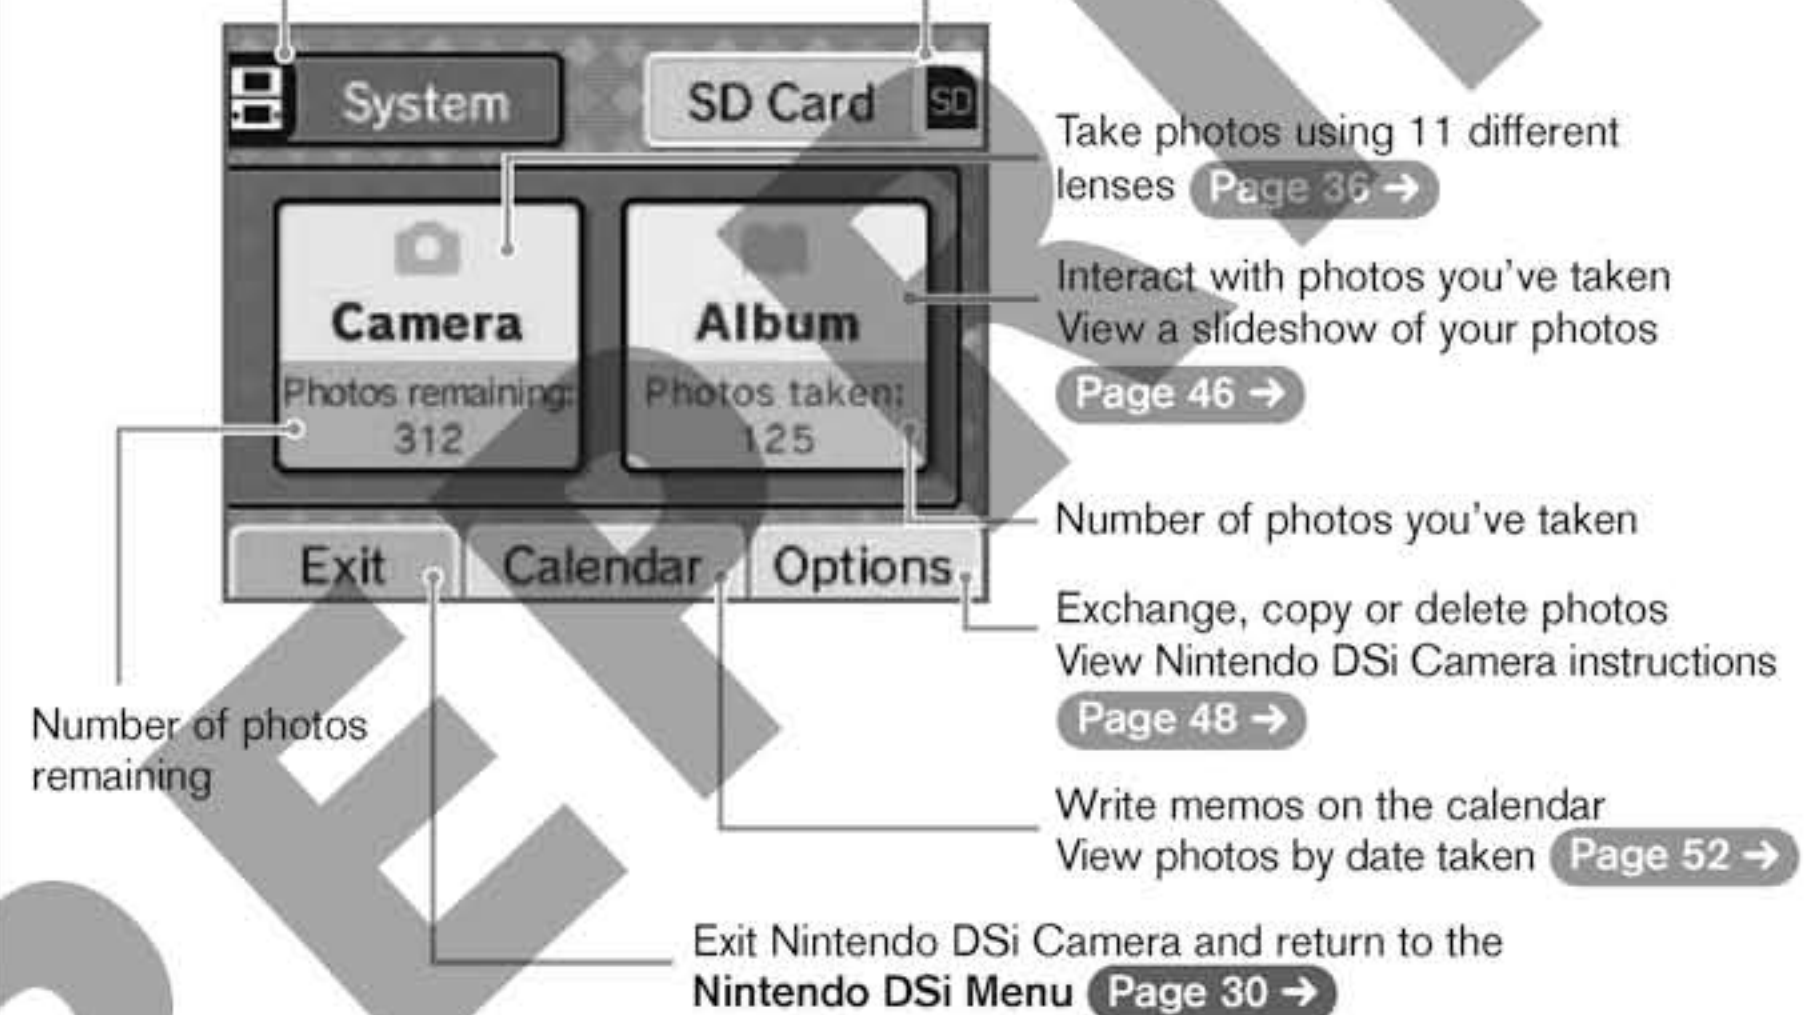 System
SD Card SD
Take photos using 11 different
lenses Page 36 →
Camera
Album
Interact with photos you've taken
View a slideshow of your photos
Page 46 →
Photos remaining:
312
Photos taken:
125
Number of photos you've taken
Exit
Calendar
Options
Exchange, copy or delete photos
View Nintendo DSi Camera instructions
Page 48 →
Number of photos
remaining
Write memos on the calendar
View photos by date taken Page 52 →
Exit Nintendo DSi Camera and return to the
Nintendo DSi Menu Page 30 →